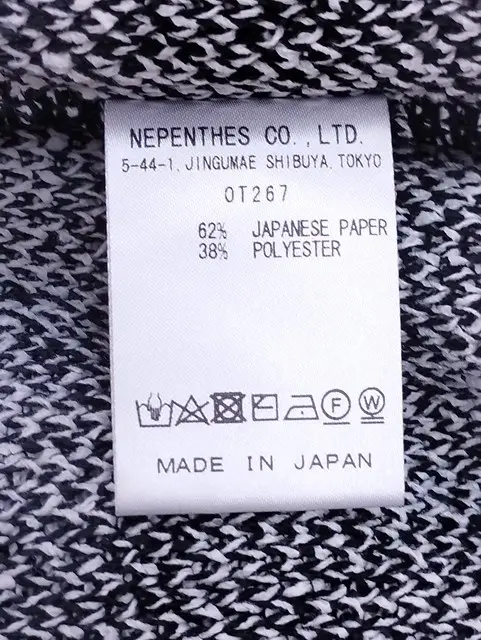 NEPENTHES CO., LTD.
5-44-1, JINGUMAE SHIBUYA, TOKYO
OT267
62% JAPANESE PAPER
38% POLYESTER
F W
MADE IN JAPAN